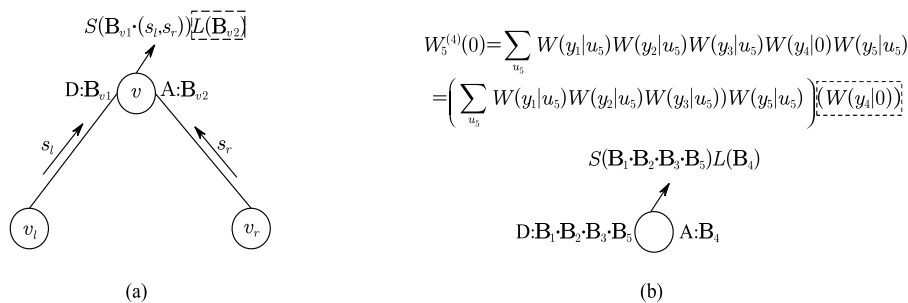 S(B_{v1}·(s_l,s_r))L(B_{v2})
D:B_{v1} v A:B_{v2}
s_l s_r
v_l v_r
(a)
W_5^{(4)}(0)=∑_{u_5} W(y_1|u_5)W(y_2|u_5)W(y_3|u_5)W(y_4|0)W(y_5|u_5)
=(∑_{u_5} W(y_1|u_5)W(y_2|u_5)W(y_3|u_5))W(y_5|u_5))(W(y_4|0))
S(B_1·B_2·B_3·B_5)L(B_4)
D:B_1·B_2·B_3·B_5 A:B_4
(b)